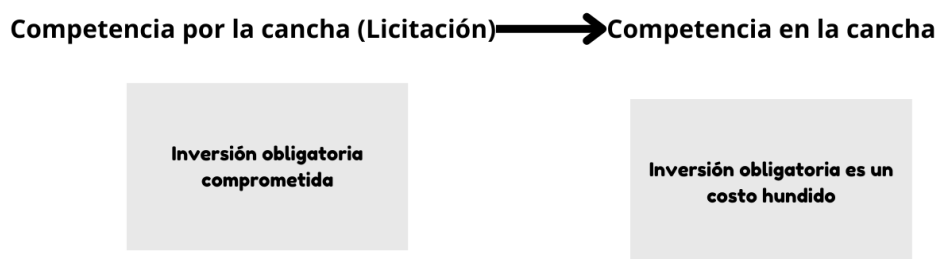 Competencia por la cancha (Licitación)
Competencia en la cancha
Inversión obligatoria
comprometida
Inversión obligatoria es un
costo hundido